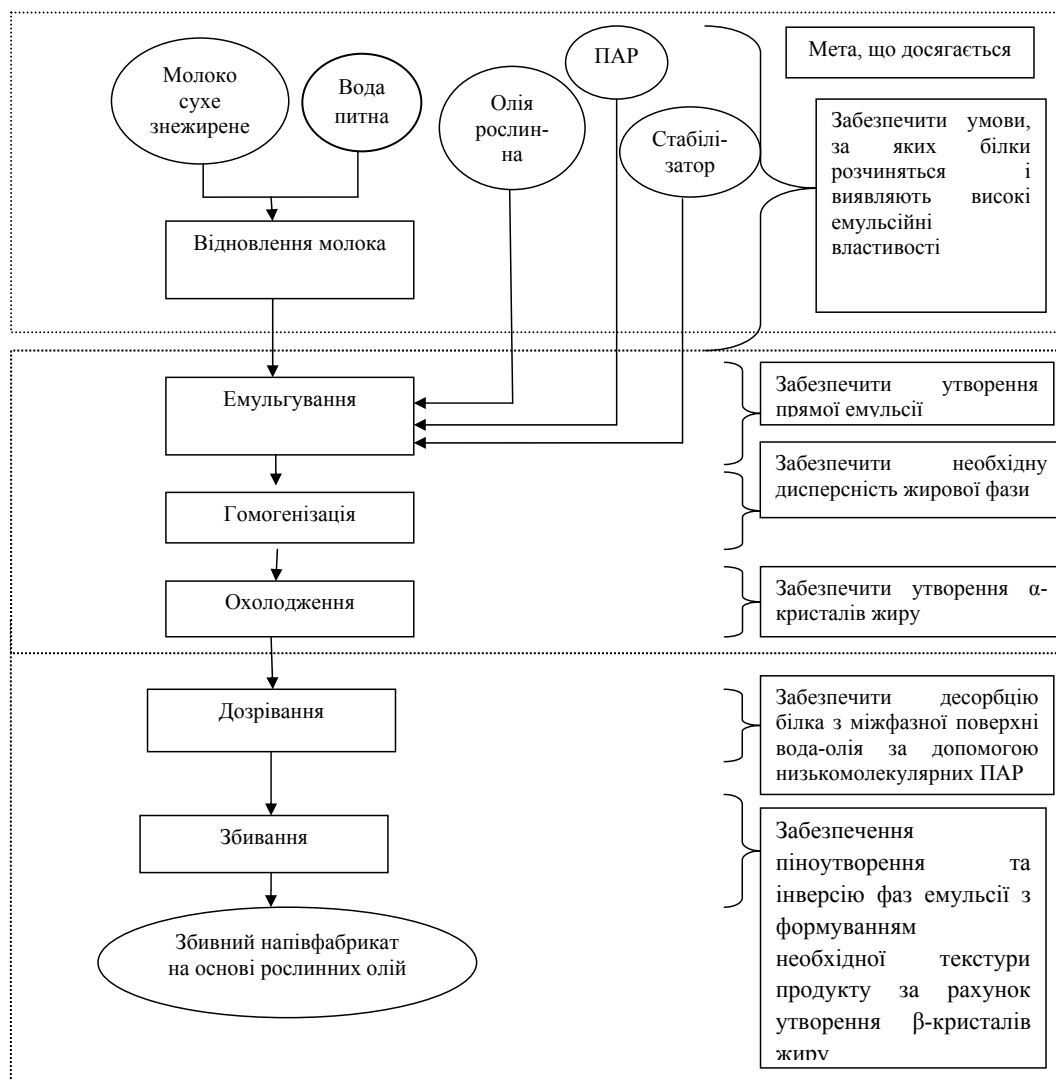 Молоко
сухе
знежирене
Вода
питна
Олія
рослин-
на
ПАР
Стабілі-
затор
Мета, що досягається
Забезпечити умови,
за яких білки
розчиняться і
виявляють високі
емульсійні
властивості
Відновлення молока
Емульгування
Забезпечити утворення
прямої емульсії
Гомогенізація
Забезпечити необхідну
дисперсність жирової фази
Охолодження
Забезпечити утворення α-
кристалів жиру
Дозрівання
Забезпечити десорбцію
білка з міжфазної поверхні
вода-олія за допомогою
низькомолекулярних ПАР
Збивання
Забезпечення
піноутворення та
інверсію фаз емульсії з
формуванням
необхідної текстури
продукту за рахунок
утворення β-кристалів
жиру
Збивний напівфабрикат
на основі рослинних олій